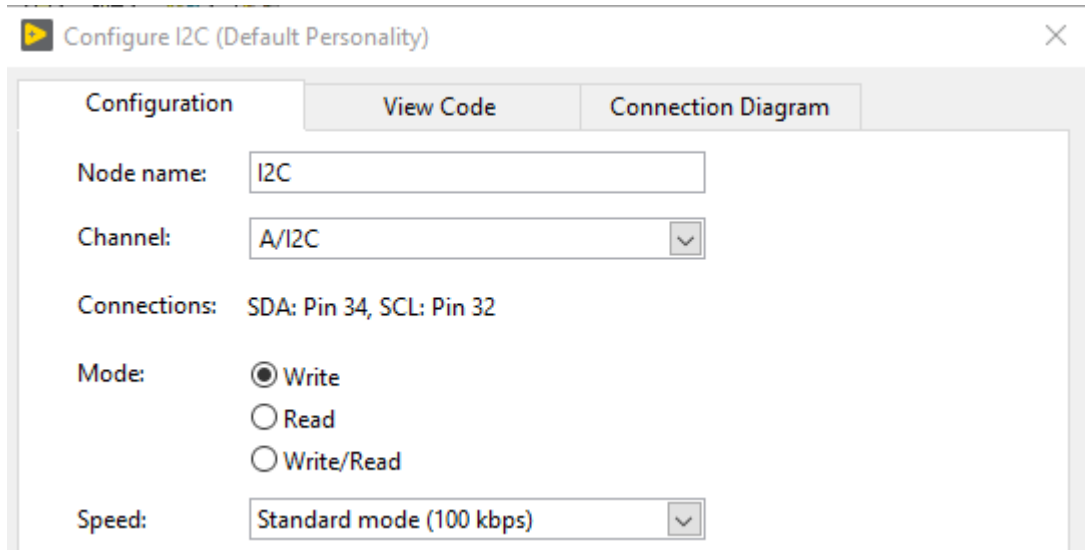 Configure I2C (Default Personality)
Configuration View Code Connection Diagram
Node name: I2C
Channel: A/I2C
Connections: SDA: Pin 34, SCL: Pin 32
Mode: Write
Read
Write/Read
Speed: Standard mode (100 kbps)